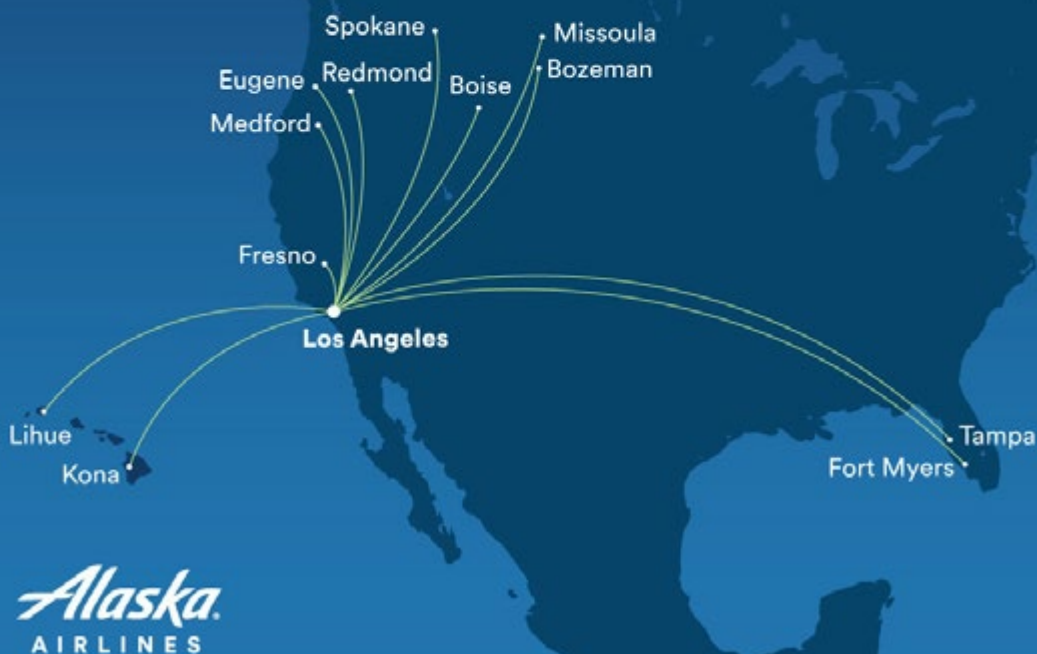 Spokane
Missoula
Eugene
Redmond
Boise
Bozeman
Medford
Fresno
Los Angeles
Lihue
Kona
Tampa
Fort Myers
Alaska.
AIRLINES